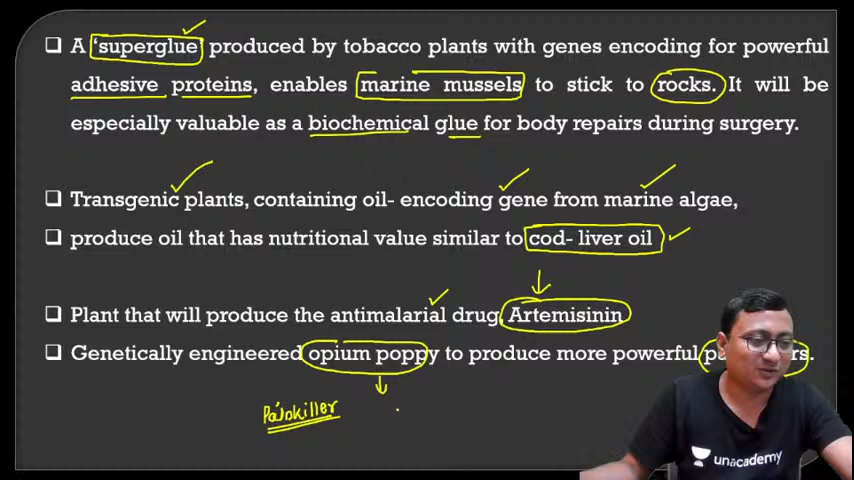 ❑ A 'superglue' produced by tobacco plants with genes encoding for powerful
adhesive proteins, enables marine mussels to stick to rocks. It will be
especially valuable as a biochemical glue for body repairs during surgery.
❑ Transgenic plants, containing oil- encoding gene from marine algae,
❑ produce oil that has nutritional value similar to cod- liver oil
❑ Plant that will produce the antimalarial drug, Artemisinin
❑ Genetically engineered opium poppy to produce more powerful
Painkiller
unacademy